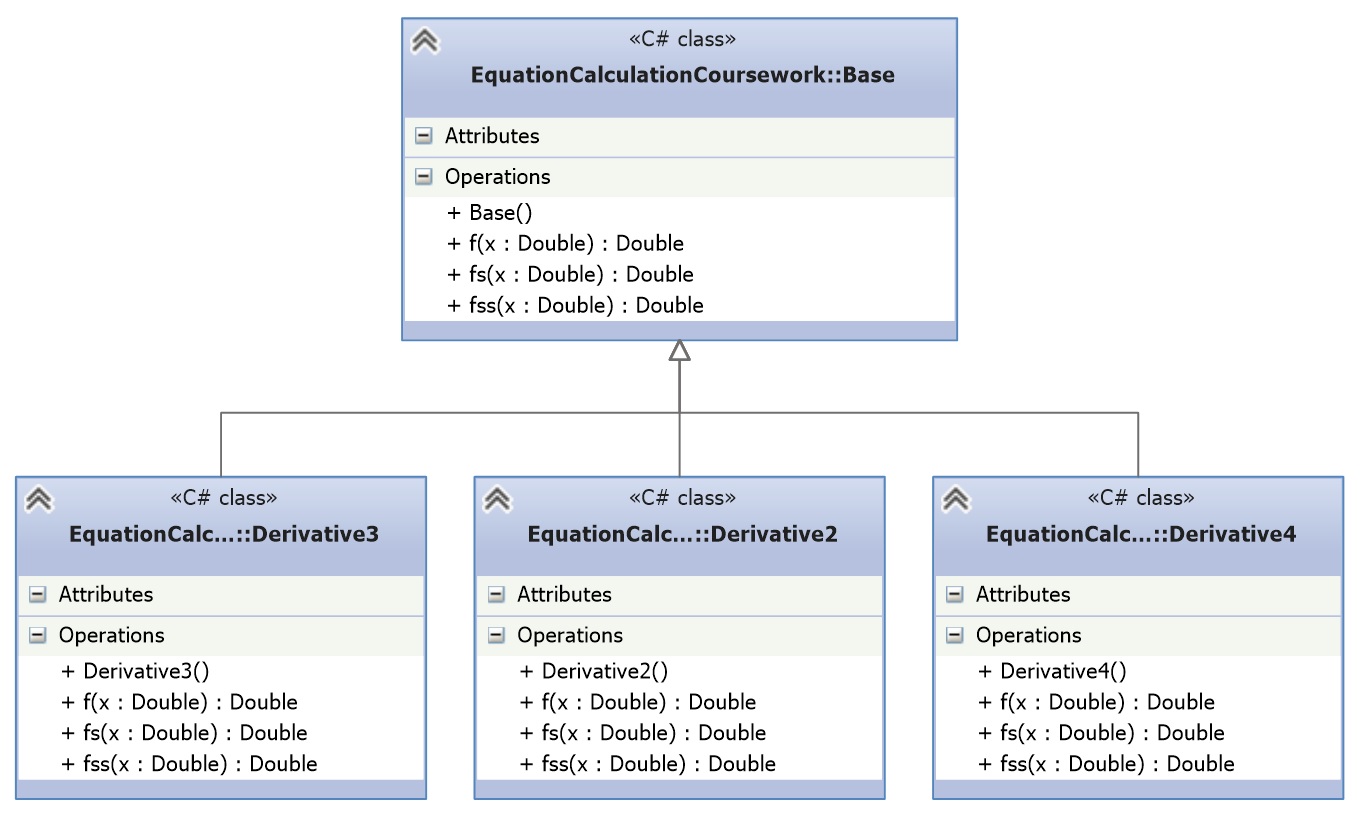 «C# class»
EquationCalculationCoursework::Base
Attributes
Operations
+ Base()
+ f(x : Double) : Double
+ fs(x : Double) : Double
+ fss(x : Double) : Double
«C# class»
EquationCalc...::Derivative3
Attributes
Operations
+ Derivative3()
+ f(x : Double) : Double
+ fs(x : Double) : Double
+ fss(x : Double) : Double
«C# class»
EquationCalc...::Derivative2
Attributes
Operations
+ Derivative2()
+ f(x : Double) : Double
+ fs(x : Double) : Double
+ fss(x : Double) : Double
«C# class»
EquationCalc...::Derivative4
Attributes
Operations
+ Derivative4()
+ f(x : Double) : Double
+ fs(x : Double) : Double
+ fss(x : Double) : Double